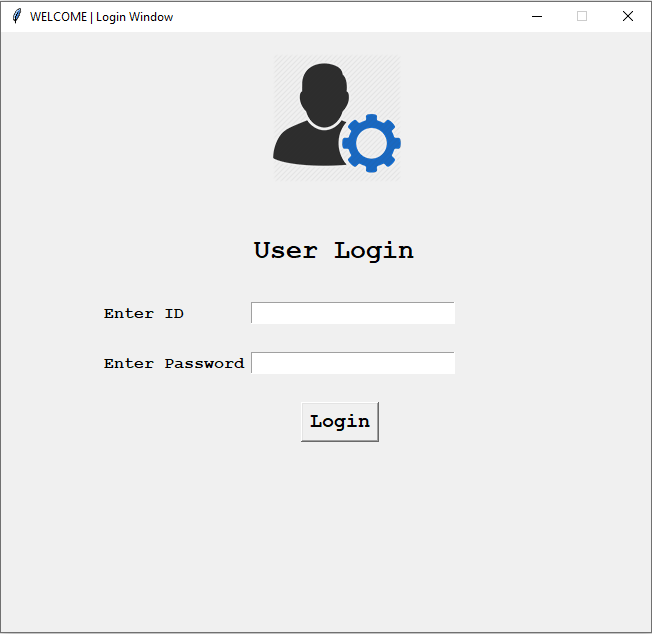 WELCOME | Login Window
User Login
Enter ID
Enter Password
Login